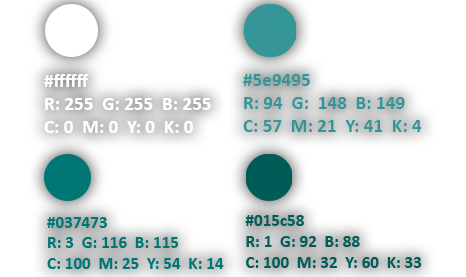 #ffffff
R: 255 G: 255 B: 255
C: 0 M: 0 Y: 0 K: 0
#5e9495
R: 94 G: 148 B: 149
C: 57 M: 21 Y: 41 K: 4
#037473
R: 3 G: 116 B: 115
C: 100 M: 25 Y: 54 K: 14
#015c58
R: 1 G: 92 B: 88
C: 100 M: 32 Y: 60 K: 33